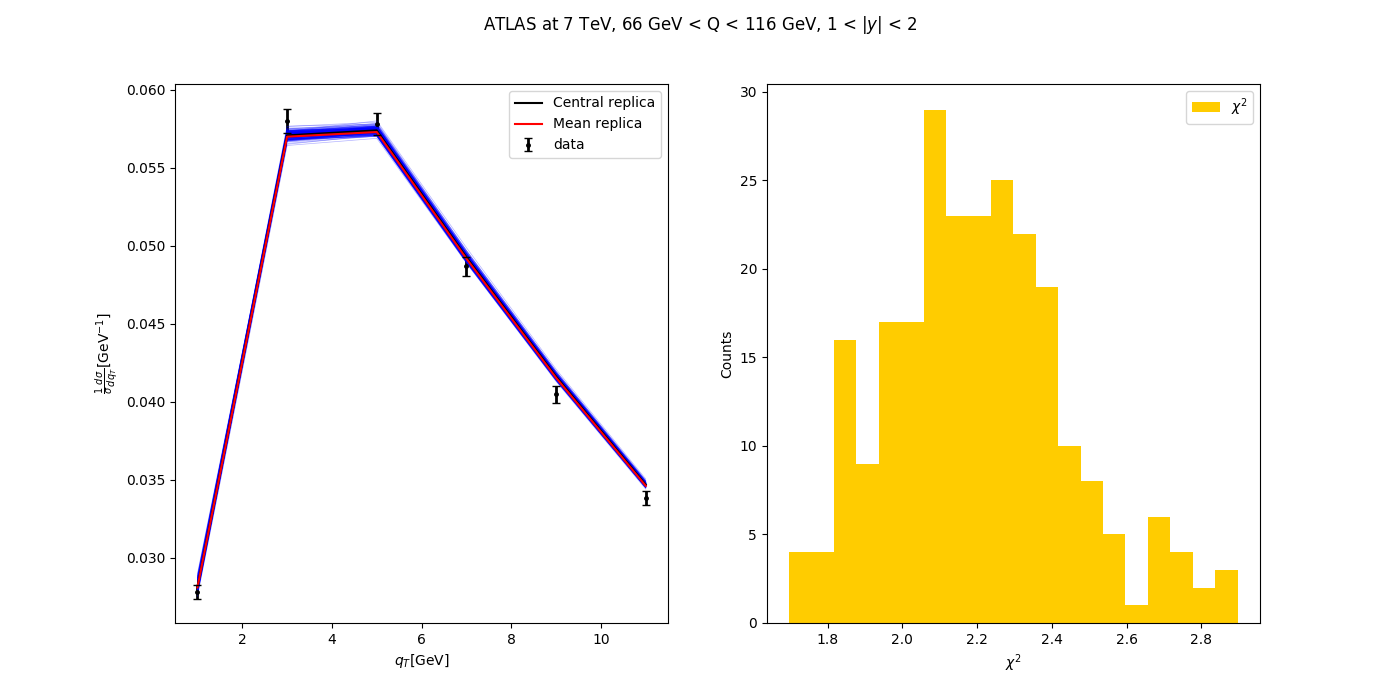 ATLAS at 7 TeV, 66 GeV < Q < 116 GeV, 1 < |y| < 2
0.060
0.055
0.050
0.045
0.040
0.035
0.030
1/σ dσ/dq_T [GeV⁻¹]
2 4 6 8 10
q_T[GeV]
Central replica
Mean replica
data
30
25
20
15
10
5
0
Counts
1.8 2.0 2.2 2.4 2.6 2.8
χ²
χ²